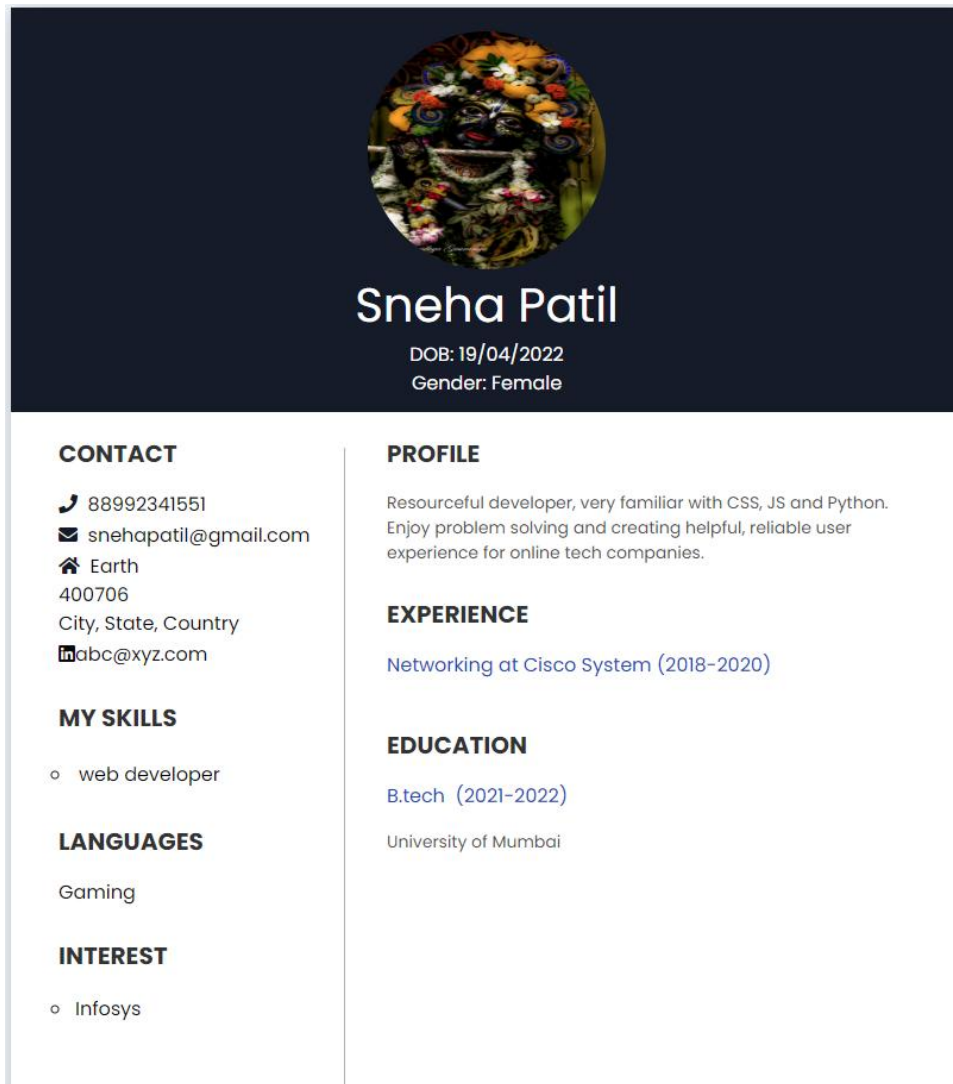 Sneha Patil
DOB: 19/04/2022
Gender: Female
CONTACT
88992341551
snehapatil@gmail.com
Earth
400706
City, State, Country
inabc@xyz.com
MY SKILLS
web developer
LANGUAGES
Gaming
INTEREST
Infosys
PROFILE
Resourceful developer, very familiar with CSS, JS and Python.
Enjoy problem solving and creating helpful, reliable user
experience for online tech companies.
EXPERIENCE
Networking at Cisco System (2018-2020)
EDUCATION
B.tech (2021-2022)
University of Mumbai